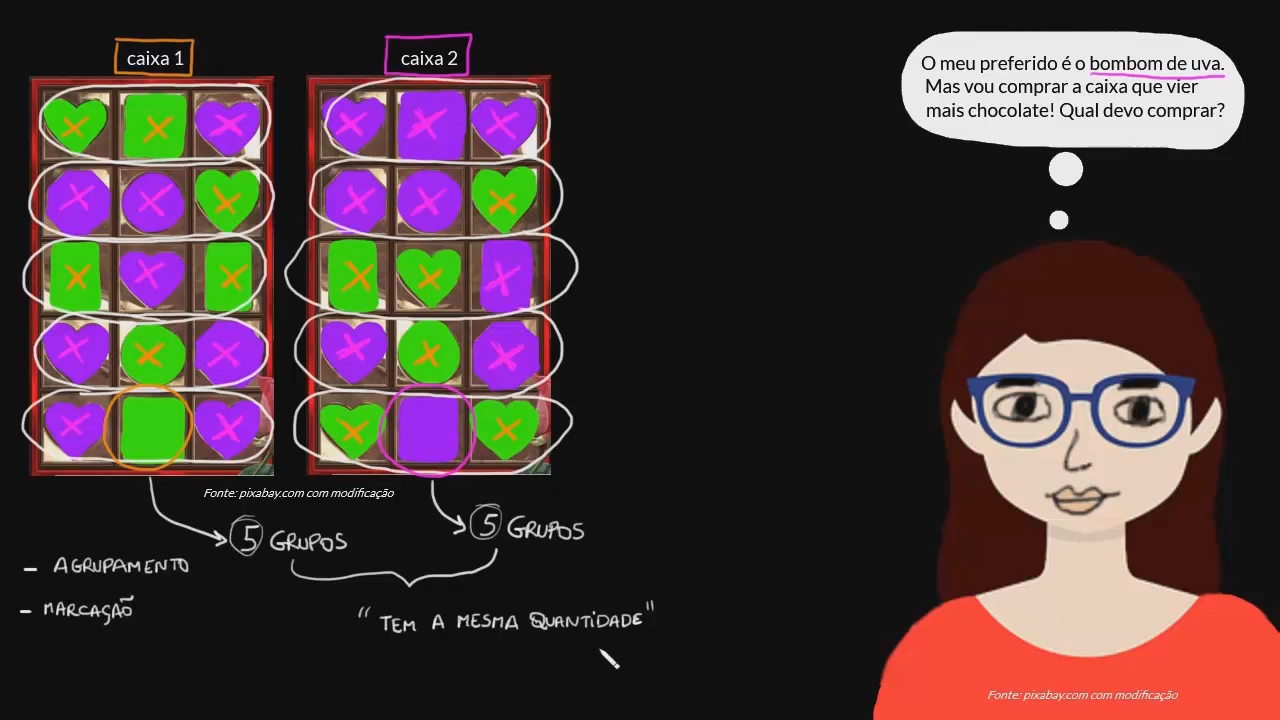 caixa 1
caixa 2
O meu preferido é o bombom de uva.
Mas vou comprar a caixa que vier
mais chocolate! Qual devo comprar?
Fonte: pixabay.com com modificação
5 GRUPOS
5 GRUPOS
- AGRUPAMENTO
- MARCAÇÃO
"TEM A MESMA QUANTIDADE"
Fonte: pixabay.com com modificação